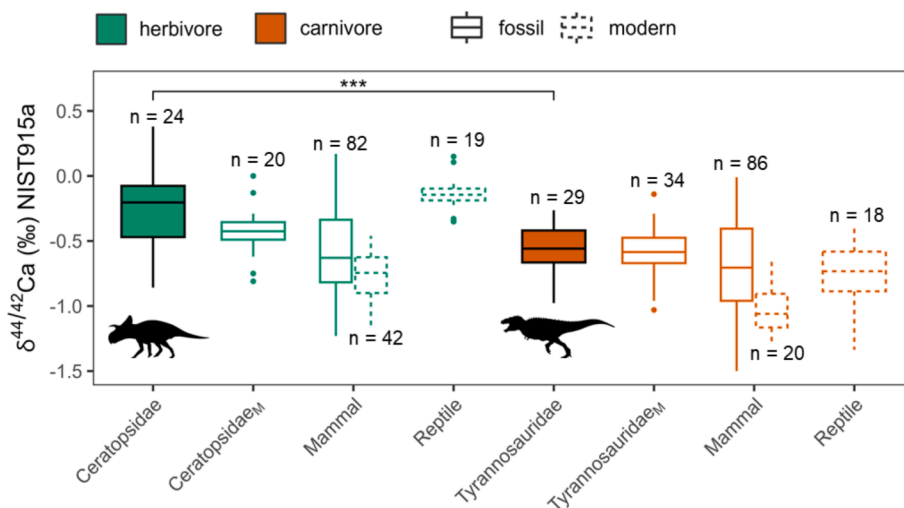 herbivore carnivore fossil modern
***
n = 24
n = 20
n = 82
n = 19
n = 29
n = 34
n = 86
n = 18
n = 42
n = 20
δ44/42Ca (‰) NIST915a
0.5
0.0
-0.5
-1.0
-1.5
Ceratopsidae
CeratopsidaeM
Mammal
Reptile
Tyrannosauridae
TyrannosauridaeM
Mammal
Reptile